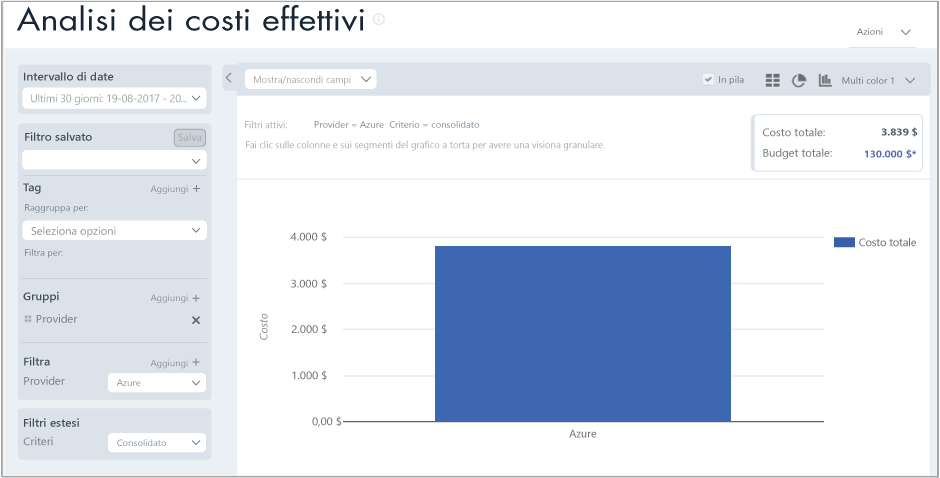 Analisi dei costi effettivi
Azioni
Intervallo di date
Ultimi 30 giorni: 19-08-2017 - 20...
Filtro salvato
Salva
Tag
Aggiungi +
Raggruppa per:
Seleziona opzioni
Filtra per:
Gruppi
Aggiungi +
Provider
Filtra
Aggiungi +
Provider
Azure
Filtri estesi
Criteri
Consolidato
Mostra/nascondi campi
In pila
Multi color 1
Filtri attivi: Provider = Azure Criterio = consolidato
Fai clic sulle colonne e sui segmenti del grafico a torta per avere una visiona granulare.
Costo totale: 3.839 $
Budget totale: 130.000 $*
4.000 $
3.000 $
2.000 $
1.000 $
0,00 $
Costo
Azure
Costo totale